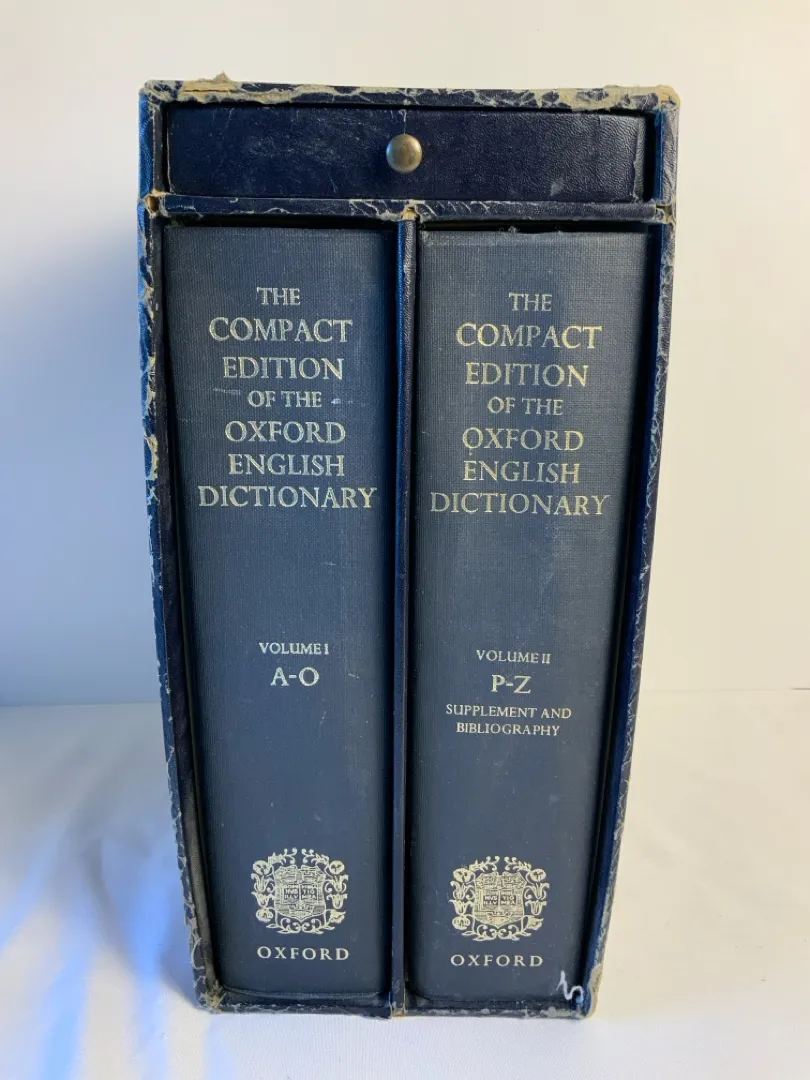 THE
COMPACT
EDITION
OF THE
OXFORD
ENGLISH
DICTIONARY
VOLUME I
A-O
OXFORD
THE
COMPACT
EDITION
OF THE
OXFORD
ENGLISH
DICTIONARY
VOLUME II
P-Z
SUPPLEMENT AND
BIBLIOGRAPHY
OXFORD